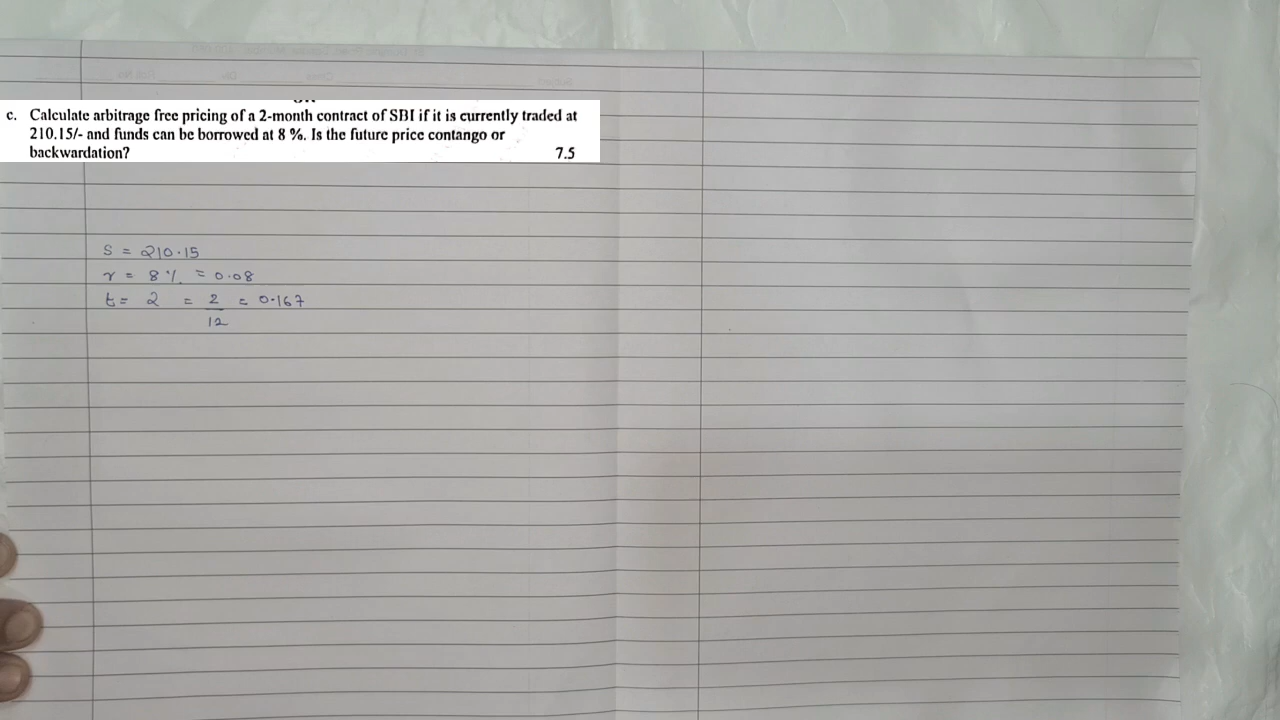 c. Calculate arbitrage free pricing of a 2-month contract of SBI if it is currently traded at
210.15/- and funds can be borrowed at 8 %. Is the future price contango or
backwardation? 7.5
S = 210.15
r = 8% = 0.08
t = 2 = 2/12 = 0.167